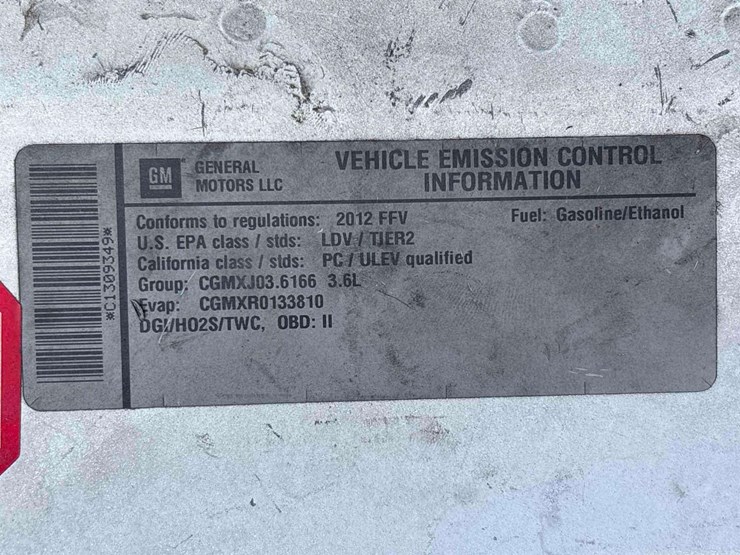 GM
GENERAL
MOTORS LLC
VEHICLE EMISSION CONTROL
INFORMATION
Conforms to regulations: 2012 FFV
Fuel: Gasoline/Ethanol
U.S. EPA class / stds: LDV / TIER2
California class / stds: PC / ULEV qualified
Group: CGMXJ03.6166 3.6L
Evap: CGMXR0133810
DGI/HO2S/TWC, OBD: II
*C1309349*